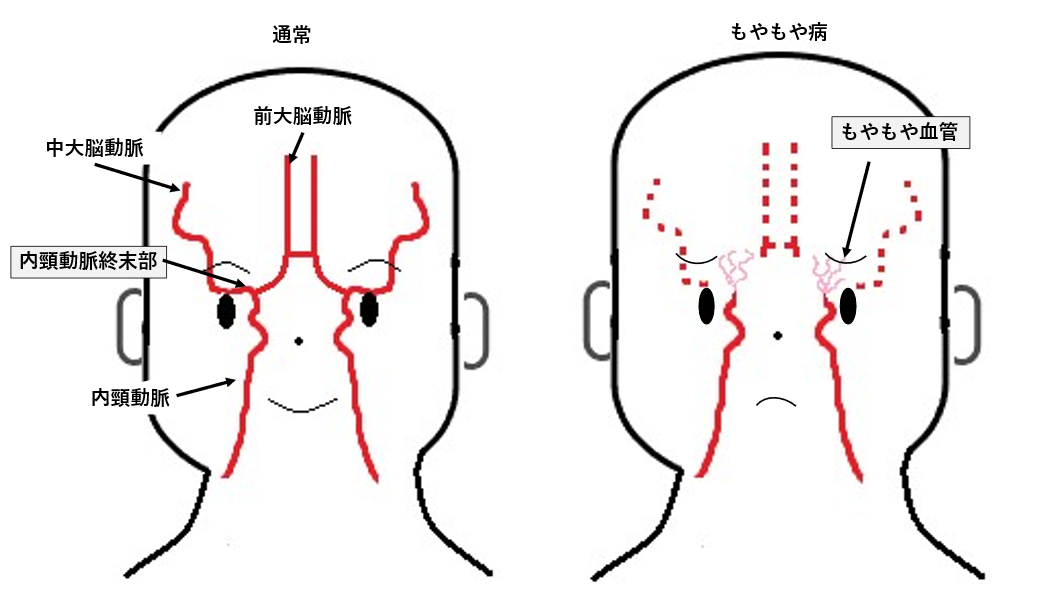 通常
もやもや病
前大脳動脈
もやもや血管
中大脳動脈
内頸動脈終末部
内頸動脈